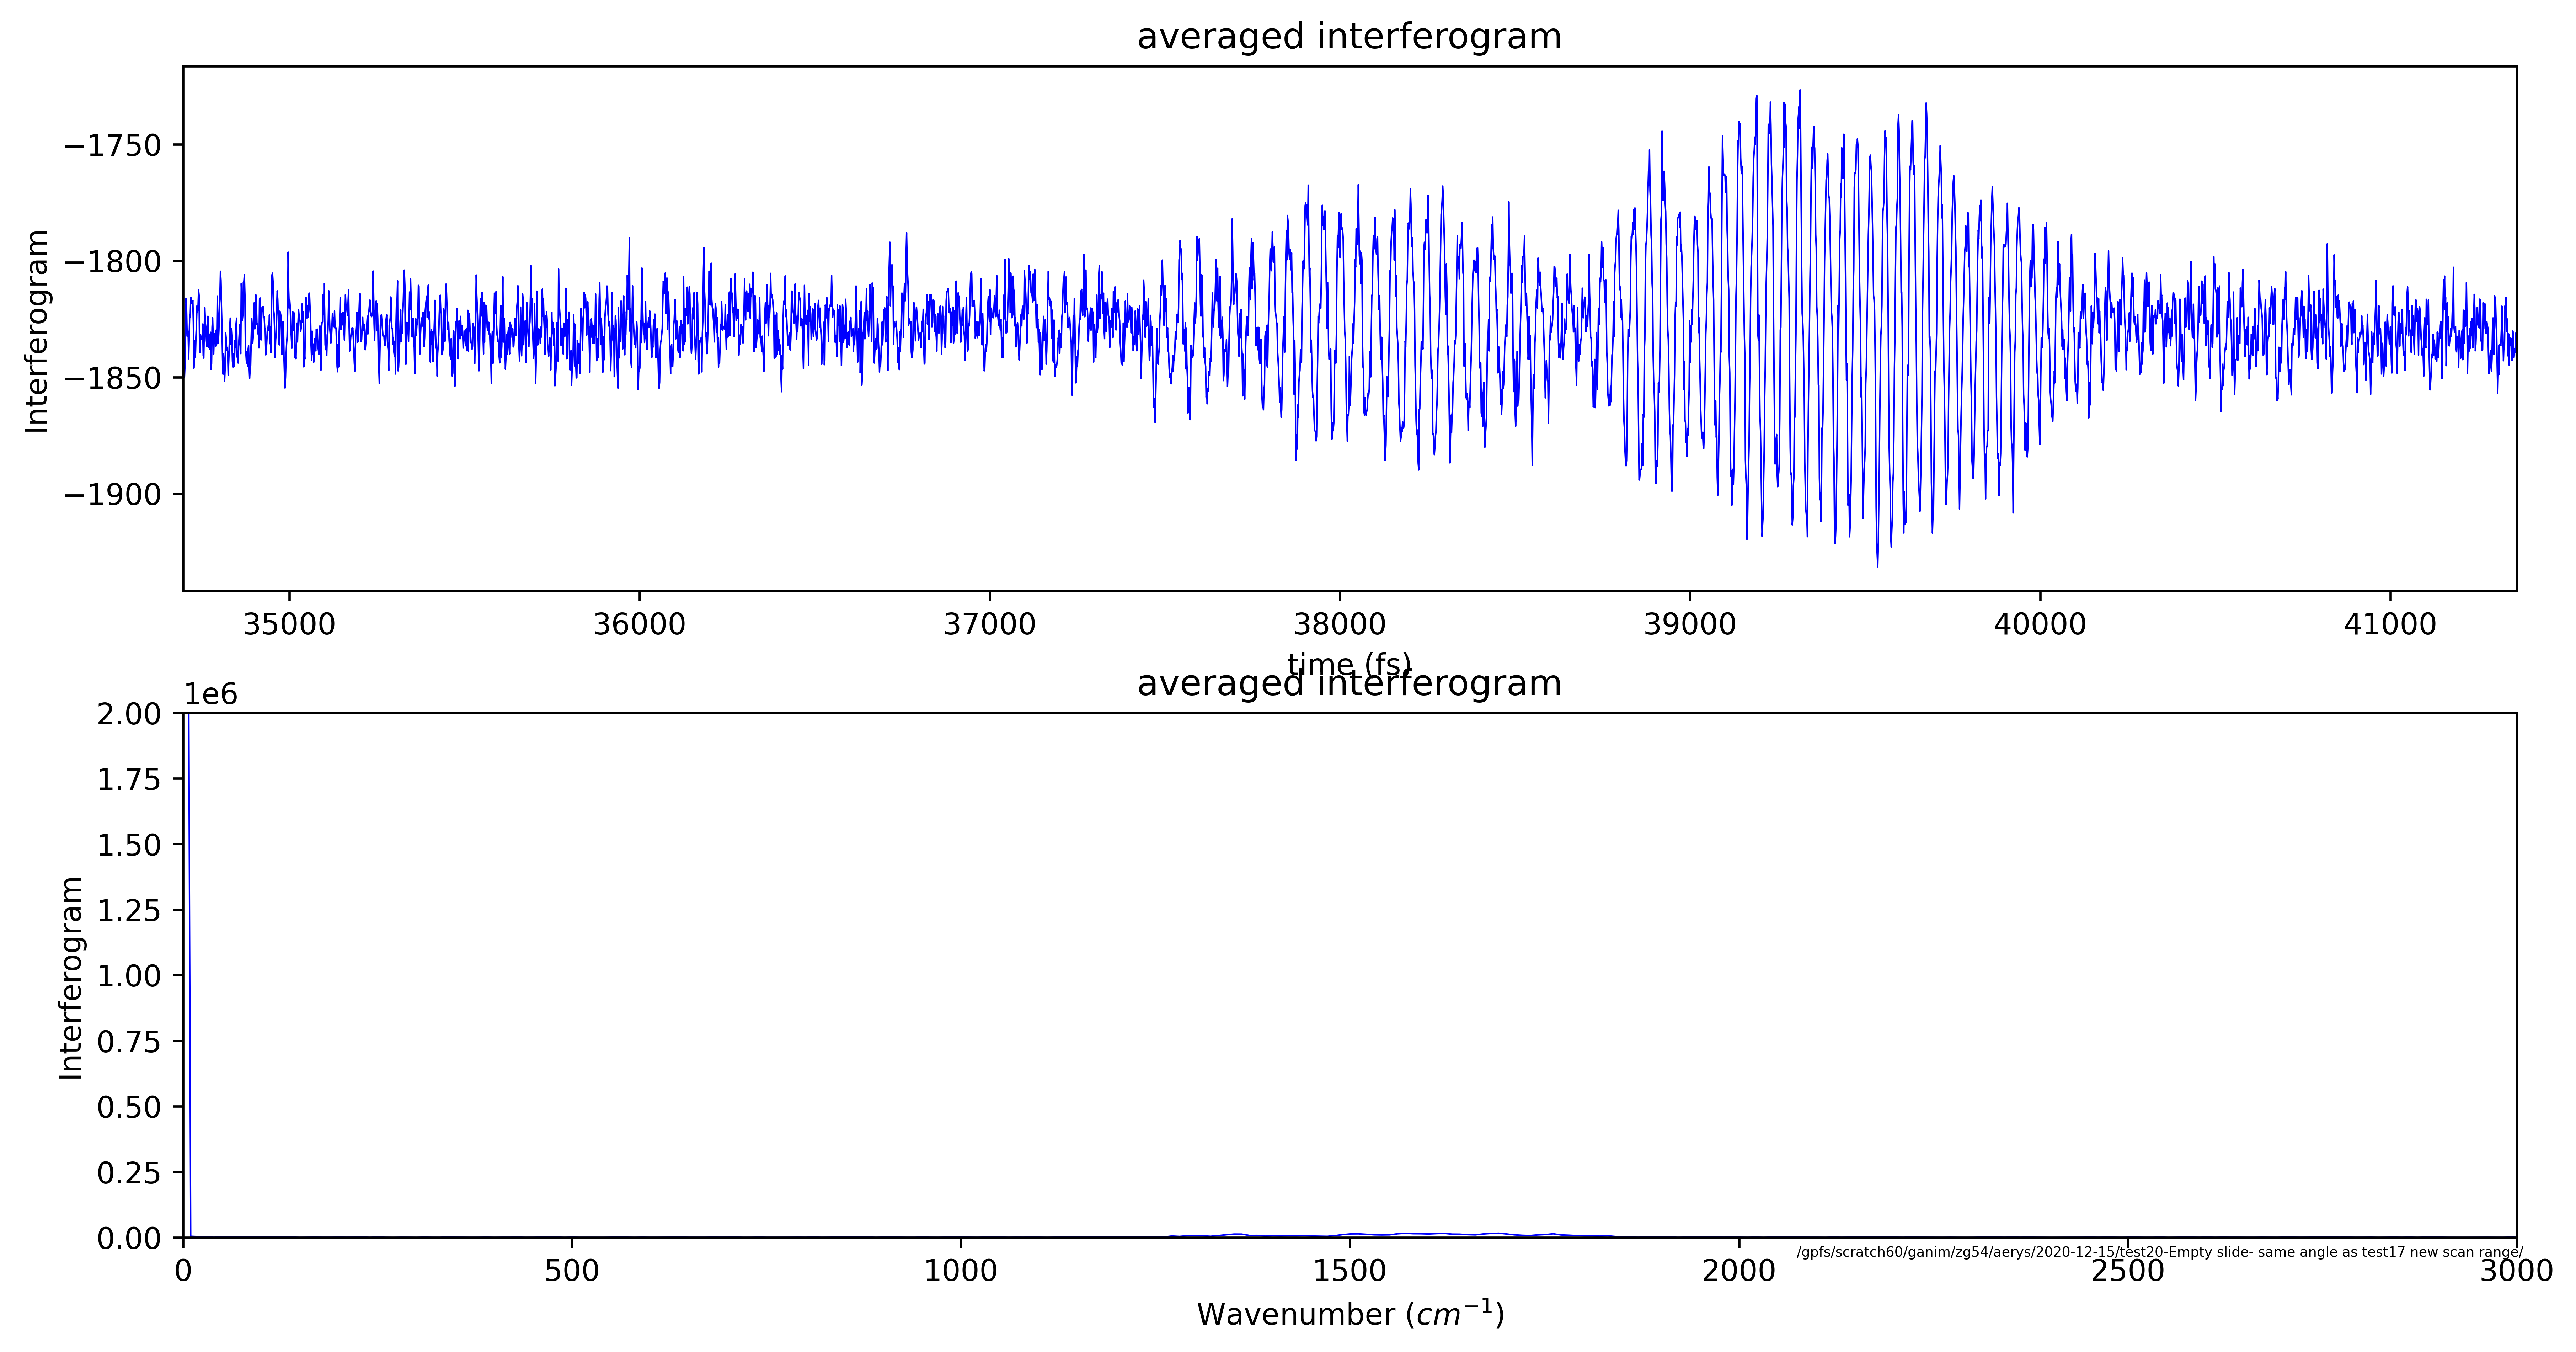 averaged interferogram
Interferogram
−1750
−1800
−1850
−1900
35000 36000 37000 38000 39000 40000 41000
time (fs)
averaged interferogram
1e6
Interferogram
2.00
1.75
1.50
1.25
1.00
0.75
0.50
0.25
0.00
/gpfs/scratch60/ganim/zg54/aerys/2020-12-15/test20-Empty slide- same angle as test17 new scan range/
0 500 1000 1500 2000 2500 3000
Wavenumber (cm⁻¹)